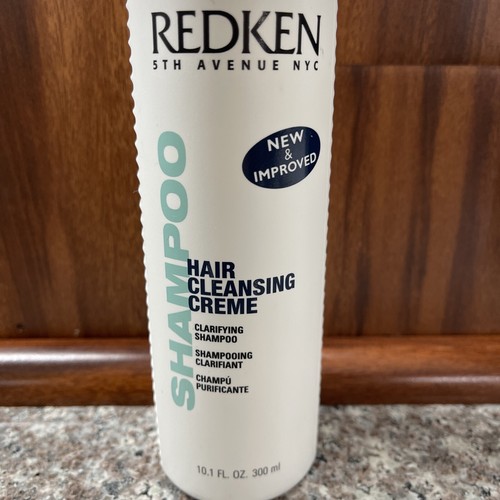 REDKEN
5TH AVENUE NYC
NEW
&
IMPROVED
SHAMPOO
HAIR
CLEANSING
CREME
CLARIFYING
SHAMPOO
SHAMPOOING
CLARIFIANT
CHAMPÚ
PURIFICANTE
10.1 FL. OZ. 300 ml